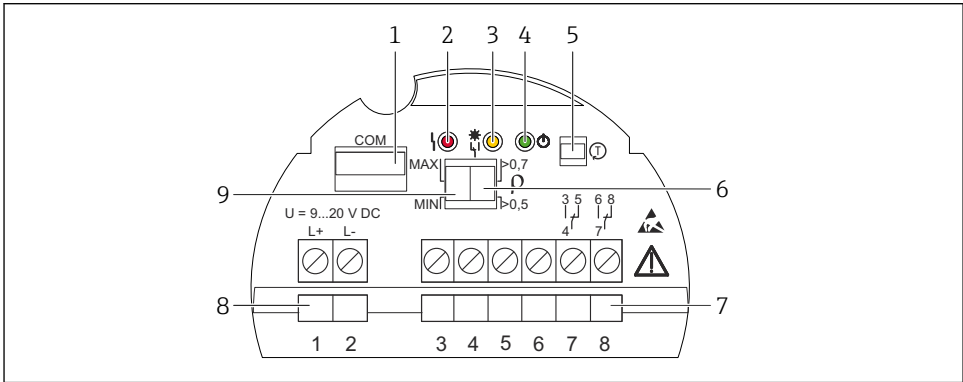 1 2 3 4 5
COM
T
MAX >0,7
9 ρ 6
MIN >0,5
3 5 6 8
4 7
U = 9...20 V DC
L+ L-
8 7
1 2 3 4 5 6 7 8